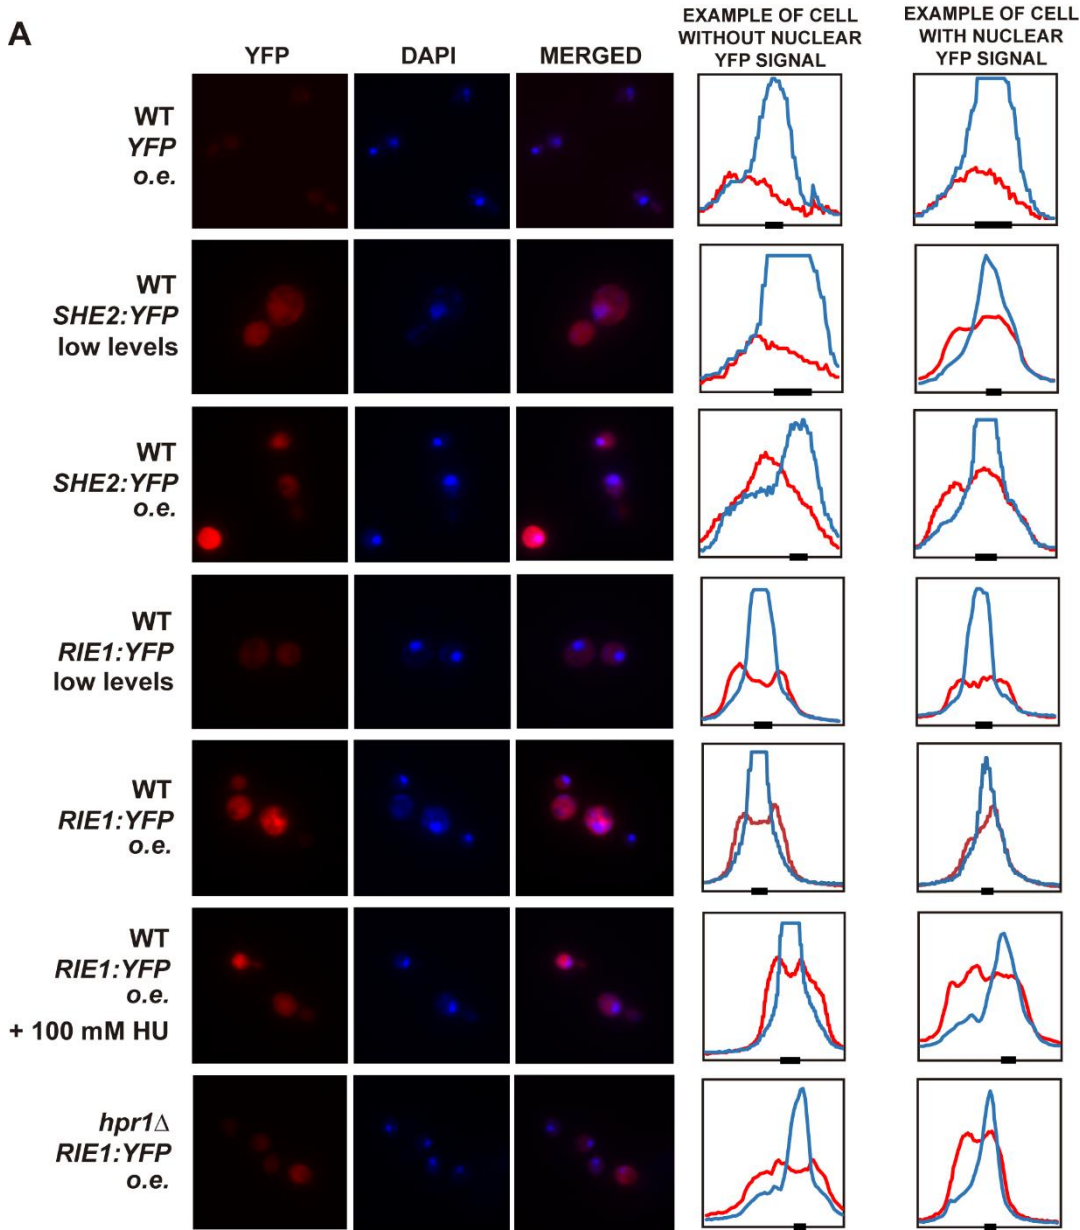 A
YFP
DAPI
MERGED
EXAMPLE OF CELL
WITHOUT NUCLEAR
YFP SIGNAL
EXAMPLE OF CELL
WITH NUCLEAR
YFP SIGNAL
WT
YFP
o.e.
WT
SHE2:YFP
low levels
WT
SHE2:YFP
o.e.
WT
RIE1:YFP
low levels
WT
RIE1:YFP
o.e.
WT
RIE1:YFP
o.e.
+ 100 mM HU
hpr1Δ
RIE1:YFP
o.e.